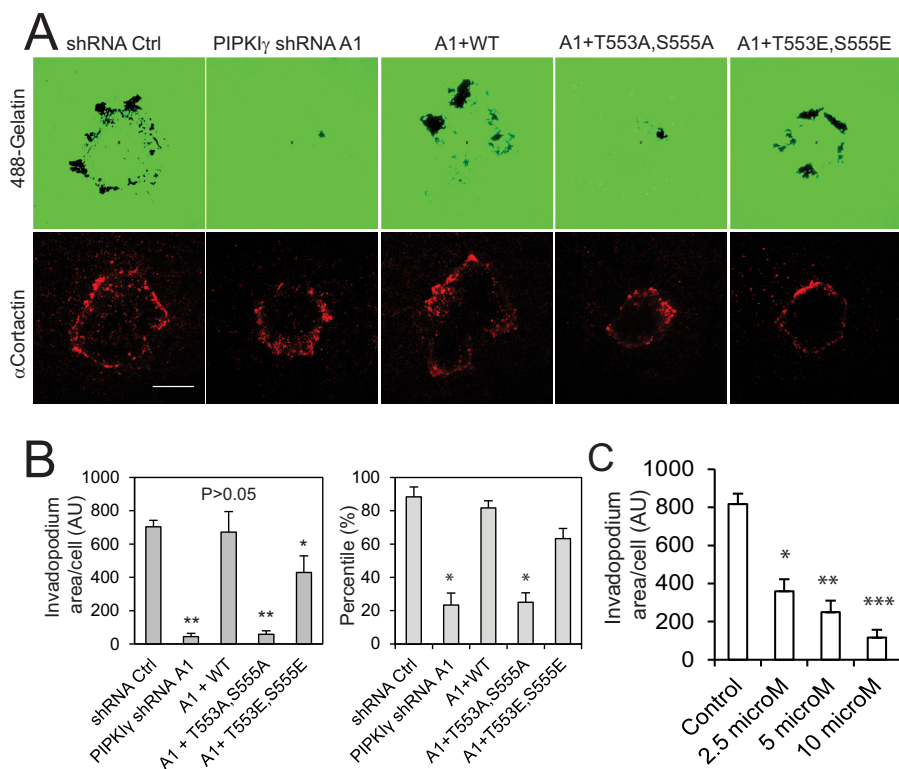 A
shRNA Ctrl
PIPKIγ shRNA A1
A1+WT
A1+T553A,S555A
A1+T553E,S555E
488-Gelatin
αCortactin
B
Invadopodium
area/cell (AU)
1000
800
600
400
200
0
P>0.05
**
**
*
shRNA Ctrl
PIPKIγ shRNA A1
A1 + WT
A1 + T553A,S555A
A1+ T553E,S555E
Percentile (%)
100
80
60
40
20
0
*
*
shRNA Ctrl
PIPKIγ shRNA A1
A1+WT
A1+T553A,S555A
A1+T553E,S555E
C
Invadopodium
area/cell (AU)
1000
800
600
400
200
0
*
**
***
Control
2.5 microM
5 microM
10 microM